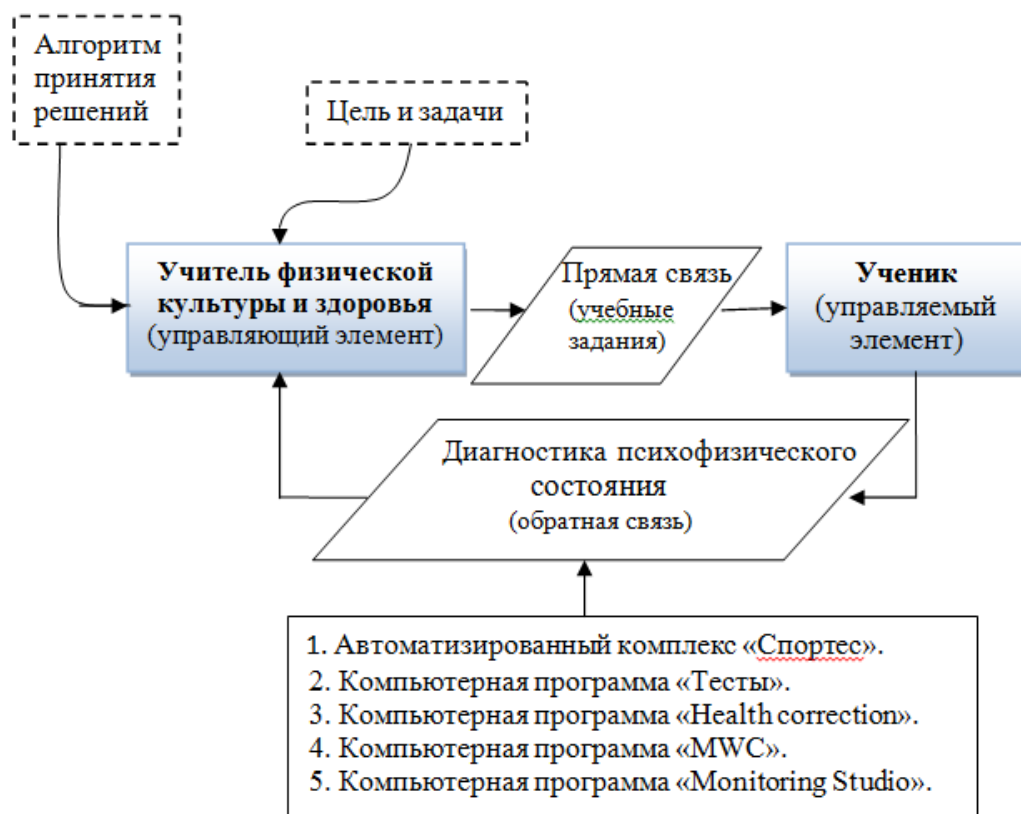 Алгоритм
принятия
решений
Цель и задачи
Учитель физической
культуры и здоровья
(управляющий элемент)
Прямая связь
(учебные
задания)
Ученик
(управляемый
элемент)
Диагностика психофизического
состояния
(обратная связь)
1. Автоматизированный комплекс «Спортес».
2. Компьютерная программа «Тесты».
3. Компьютерная программа «Health correction».
4. Компьютерная программа «MWC».
5. Компьютерная программа «Monitoring Studio».